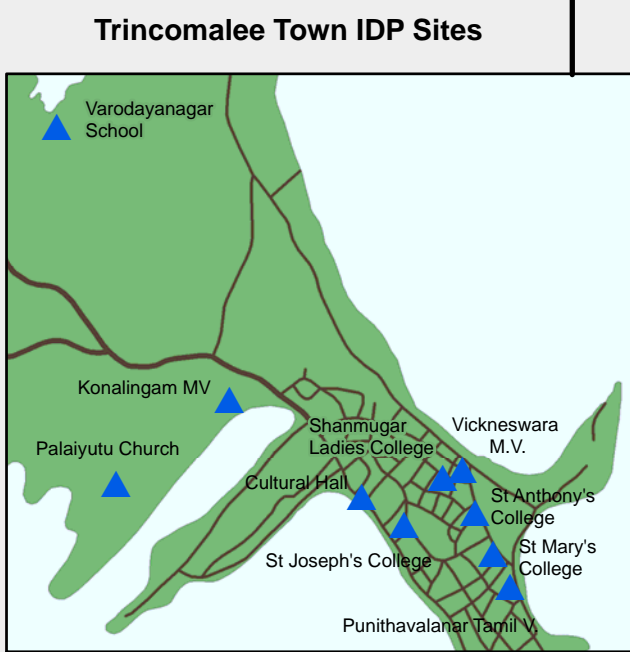 Trincomalee Town IDP Sites
Varodayanagar
School
Konalingam MV
Shanmugar
Ladies College
Vickneswara
M.V.
Palaiyutu Church
Cultural Hall
St Anthony's
College
St Joseph's College
St Mary's
College
Punithavalanar Tamil V.